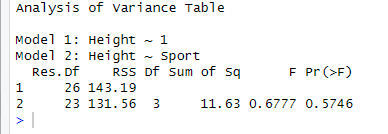 Analysis of Variance Table
Model 1: Height ~ 1
Model 2: Height ~ Sport
  Res.Df    RSS Df Sum of Sq      F Pr(>F)
1     26 143.19
2     23 131.56  3     11.63 0.6777 0.5746
>